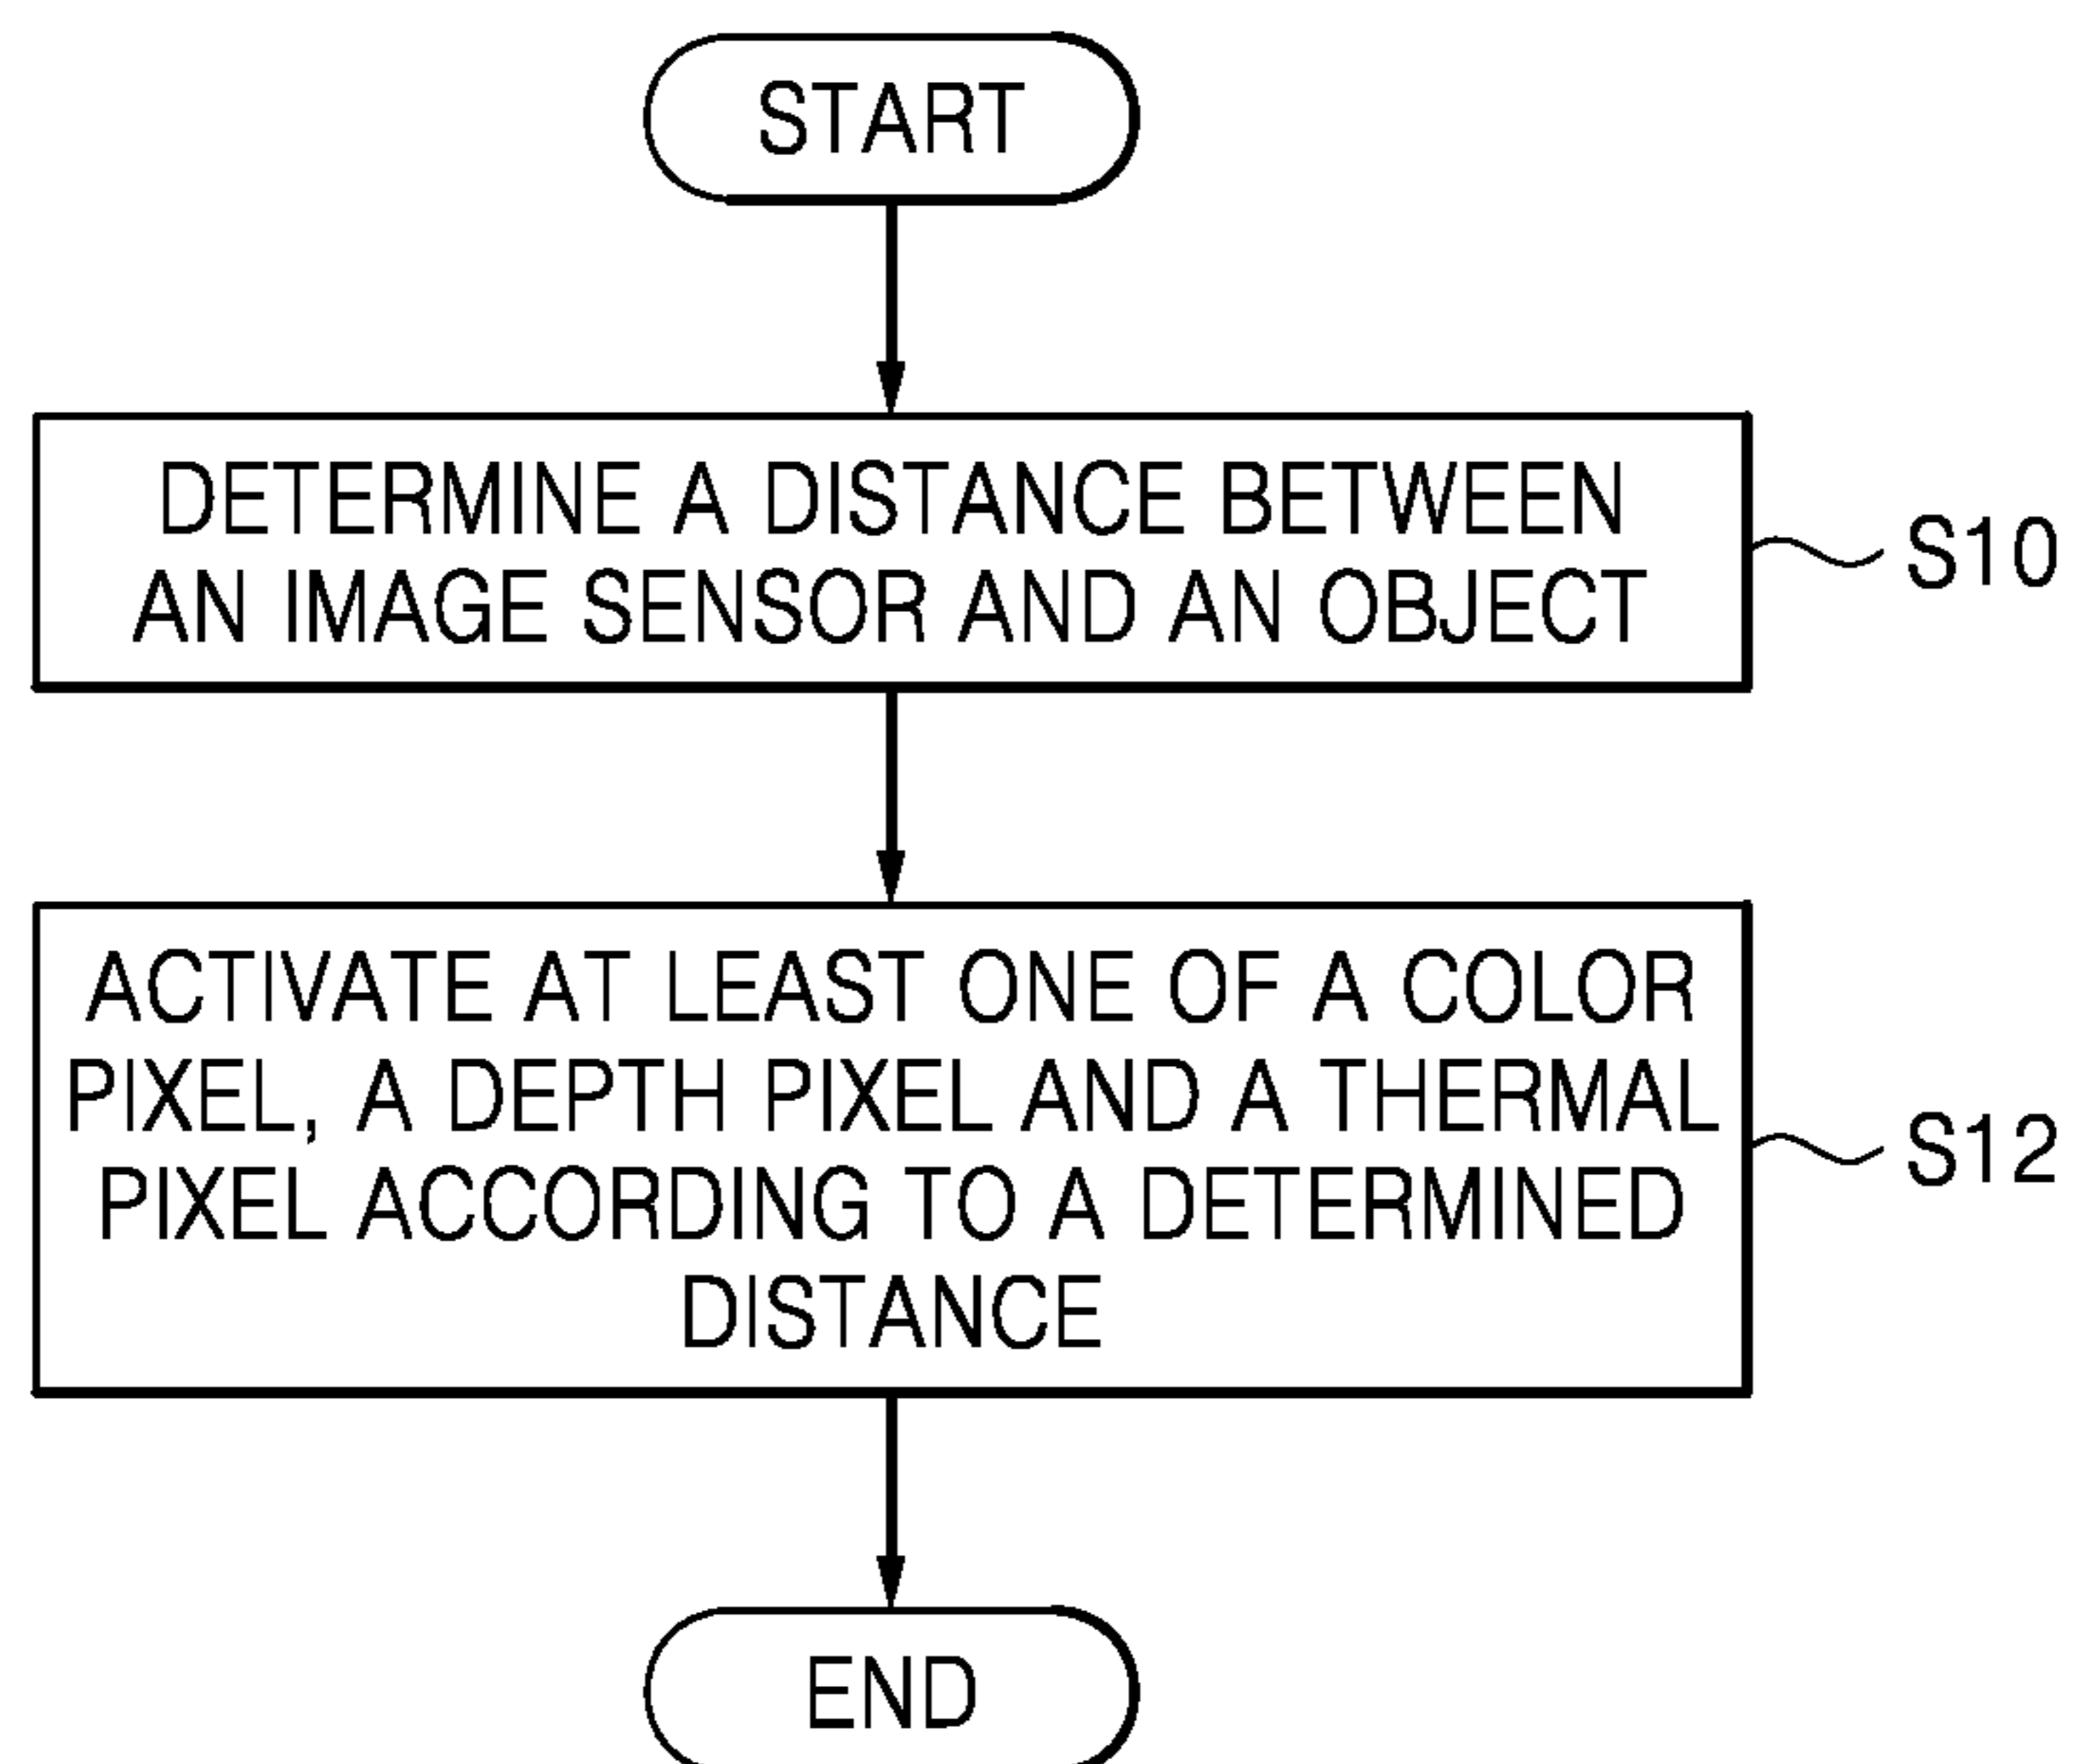 START
DETERMINE A DISTANCE BETWEEN
AN IMAGE SENSOR AND AN OBJECT
S10
ACTIVATE AT LEAST ONE OF A COLOR
PIXEL, A DEPTH PIXEL AND A THERMAL
PIXEL ACCORDING TO A DETERMINED
DISTANCE
S12
END